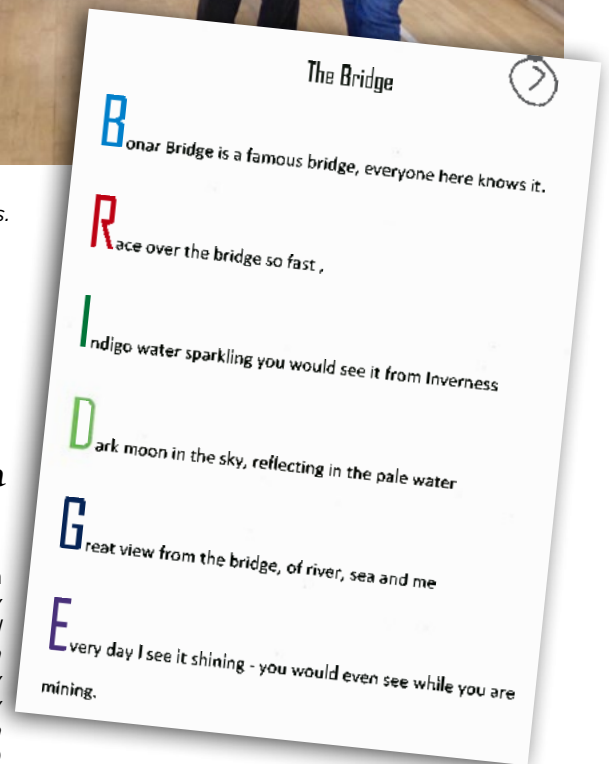 The Bridge
Bonar Bridge is a famous bridge, everyone here knows it.
Race over the bridge so fast ,
Indigo water sparkling you would see it from Inverness
Dark moon in the sky, reflecting in the pale water
Great view from the bridge, of river, sea and me
Every day I see it shining - you would even see while you are
mining.
s.